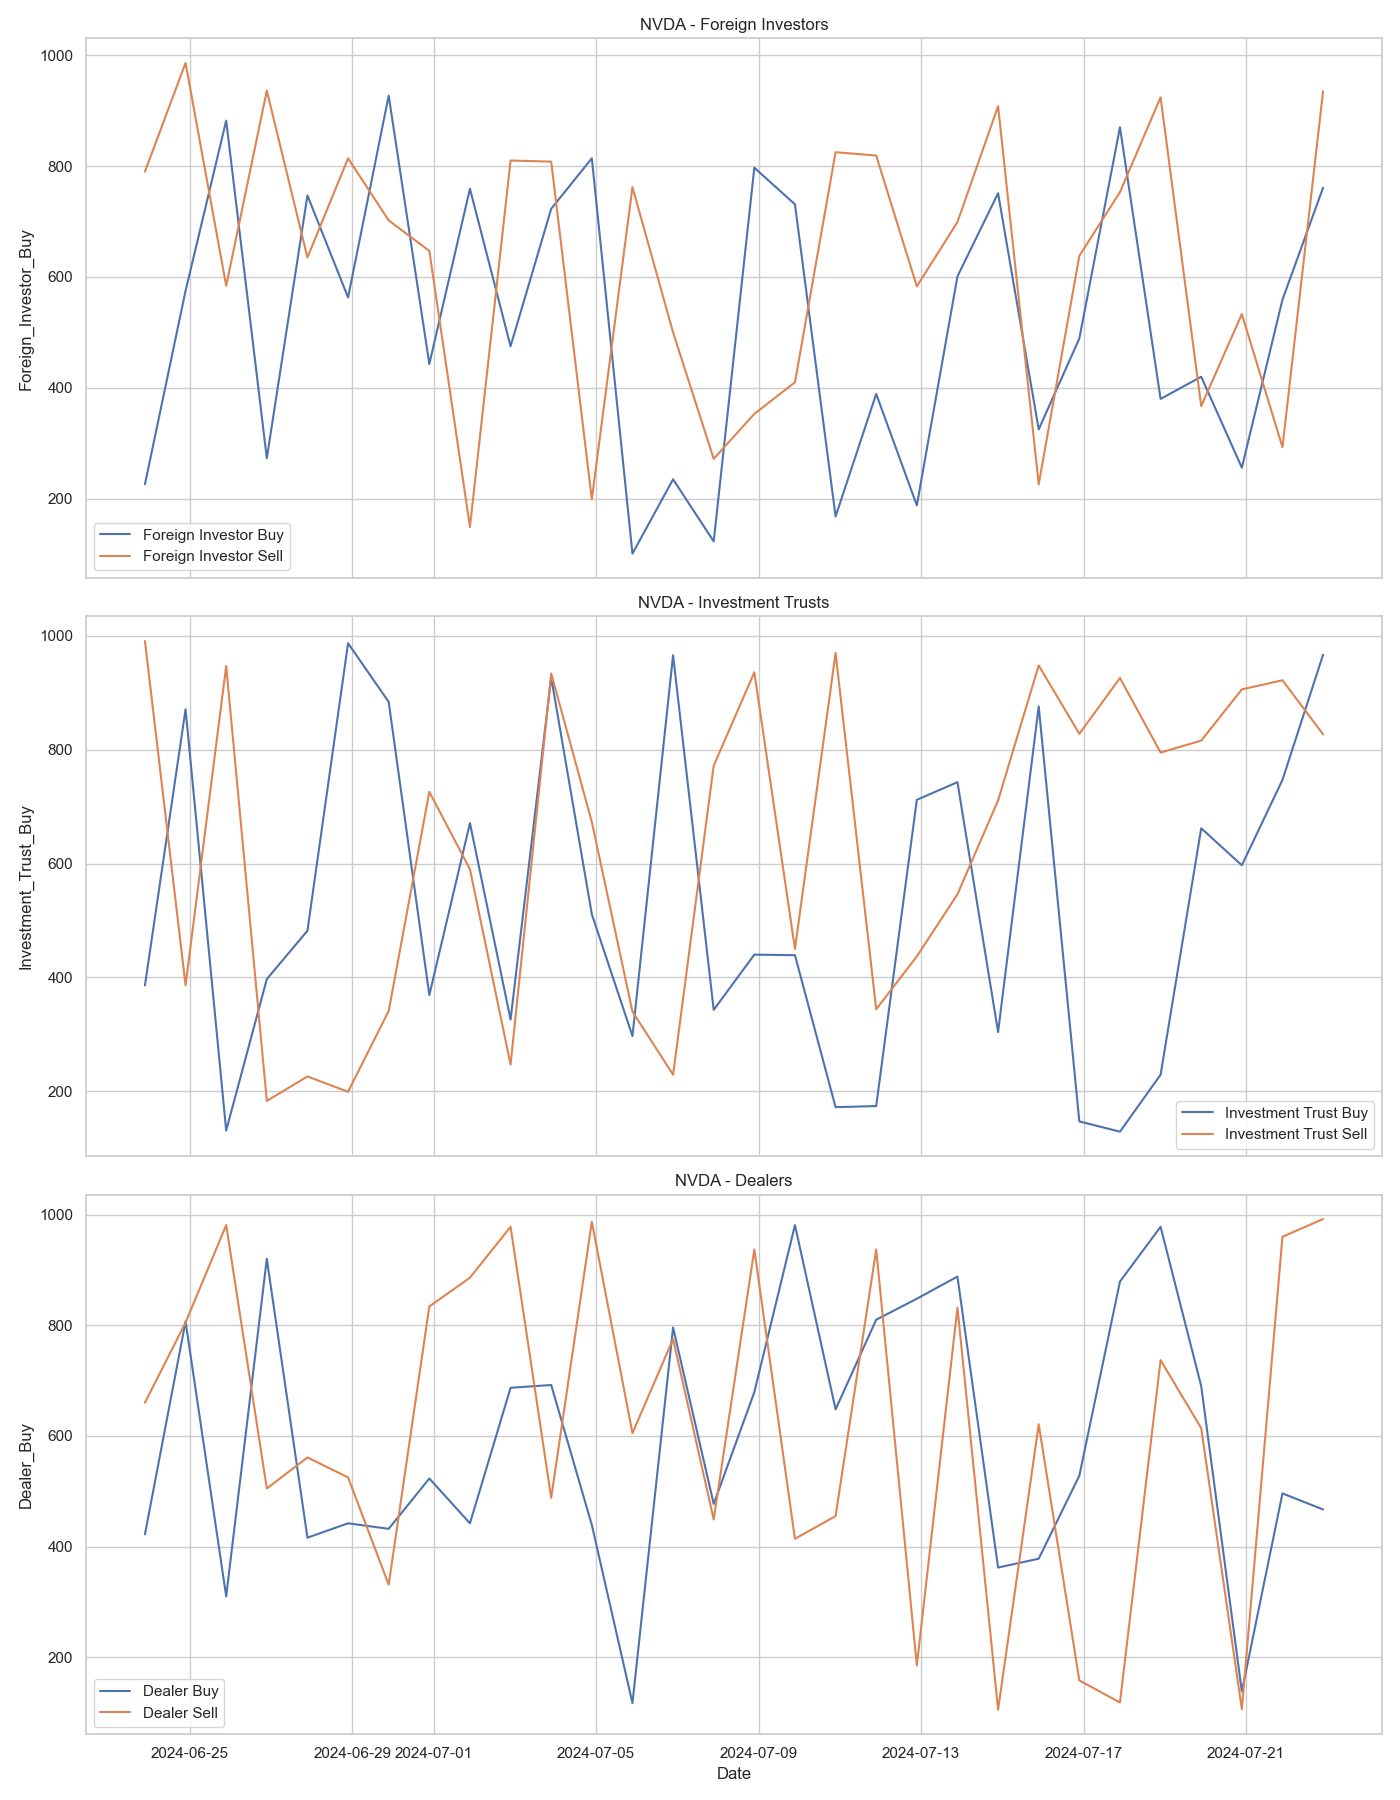 NVDA - Foreign Investors
1000
800
600
400
200
Foreign_Investor_Buy
Foreign Investor Buy
Foreign Investor Sell
NVDA - Investment Trusts
1000
800
600
400
200
Investment_Trust_Buy
Investment Trust Buy
Investment Trust Sell
NVDA - Dealers
1000
800
600
400
200
Dealer_Buy
Dealer Buy
Dealer Sell
2024-06-25 2024-06-29 2024-07-01 2024-07-05 2024-07-09 2024-07-13 2024-07-17 2024-07-21
Date